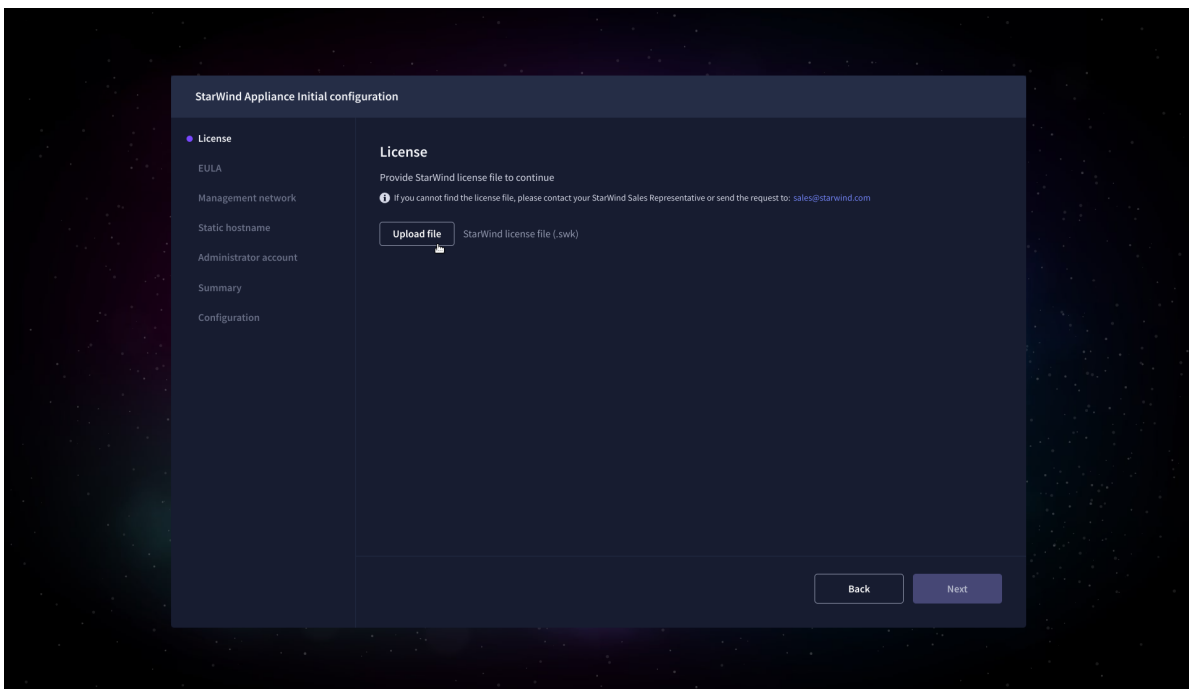 StarWind Appliance Initial configuration
License
EULA
Management network
Static hostname
Administrator account
Summary
Configuration
License
Provide StarWind license file to continue
If you cannot find the license file, please contact your StarWind Sales Representative or send the request to: sales@starwind.com
Upload file StarWind license file (.swk)
Back Next